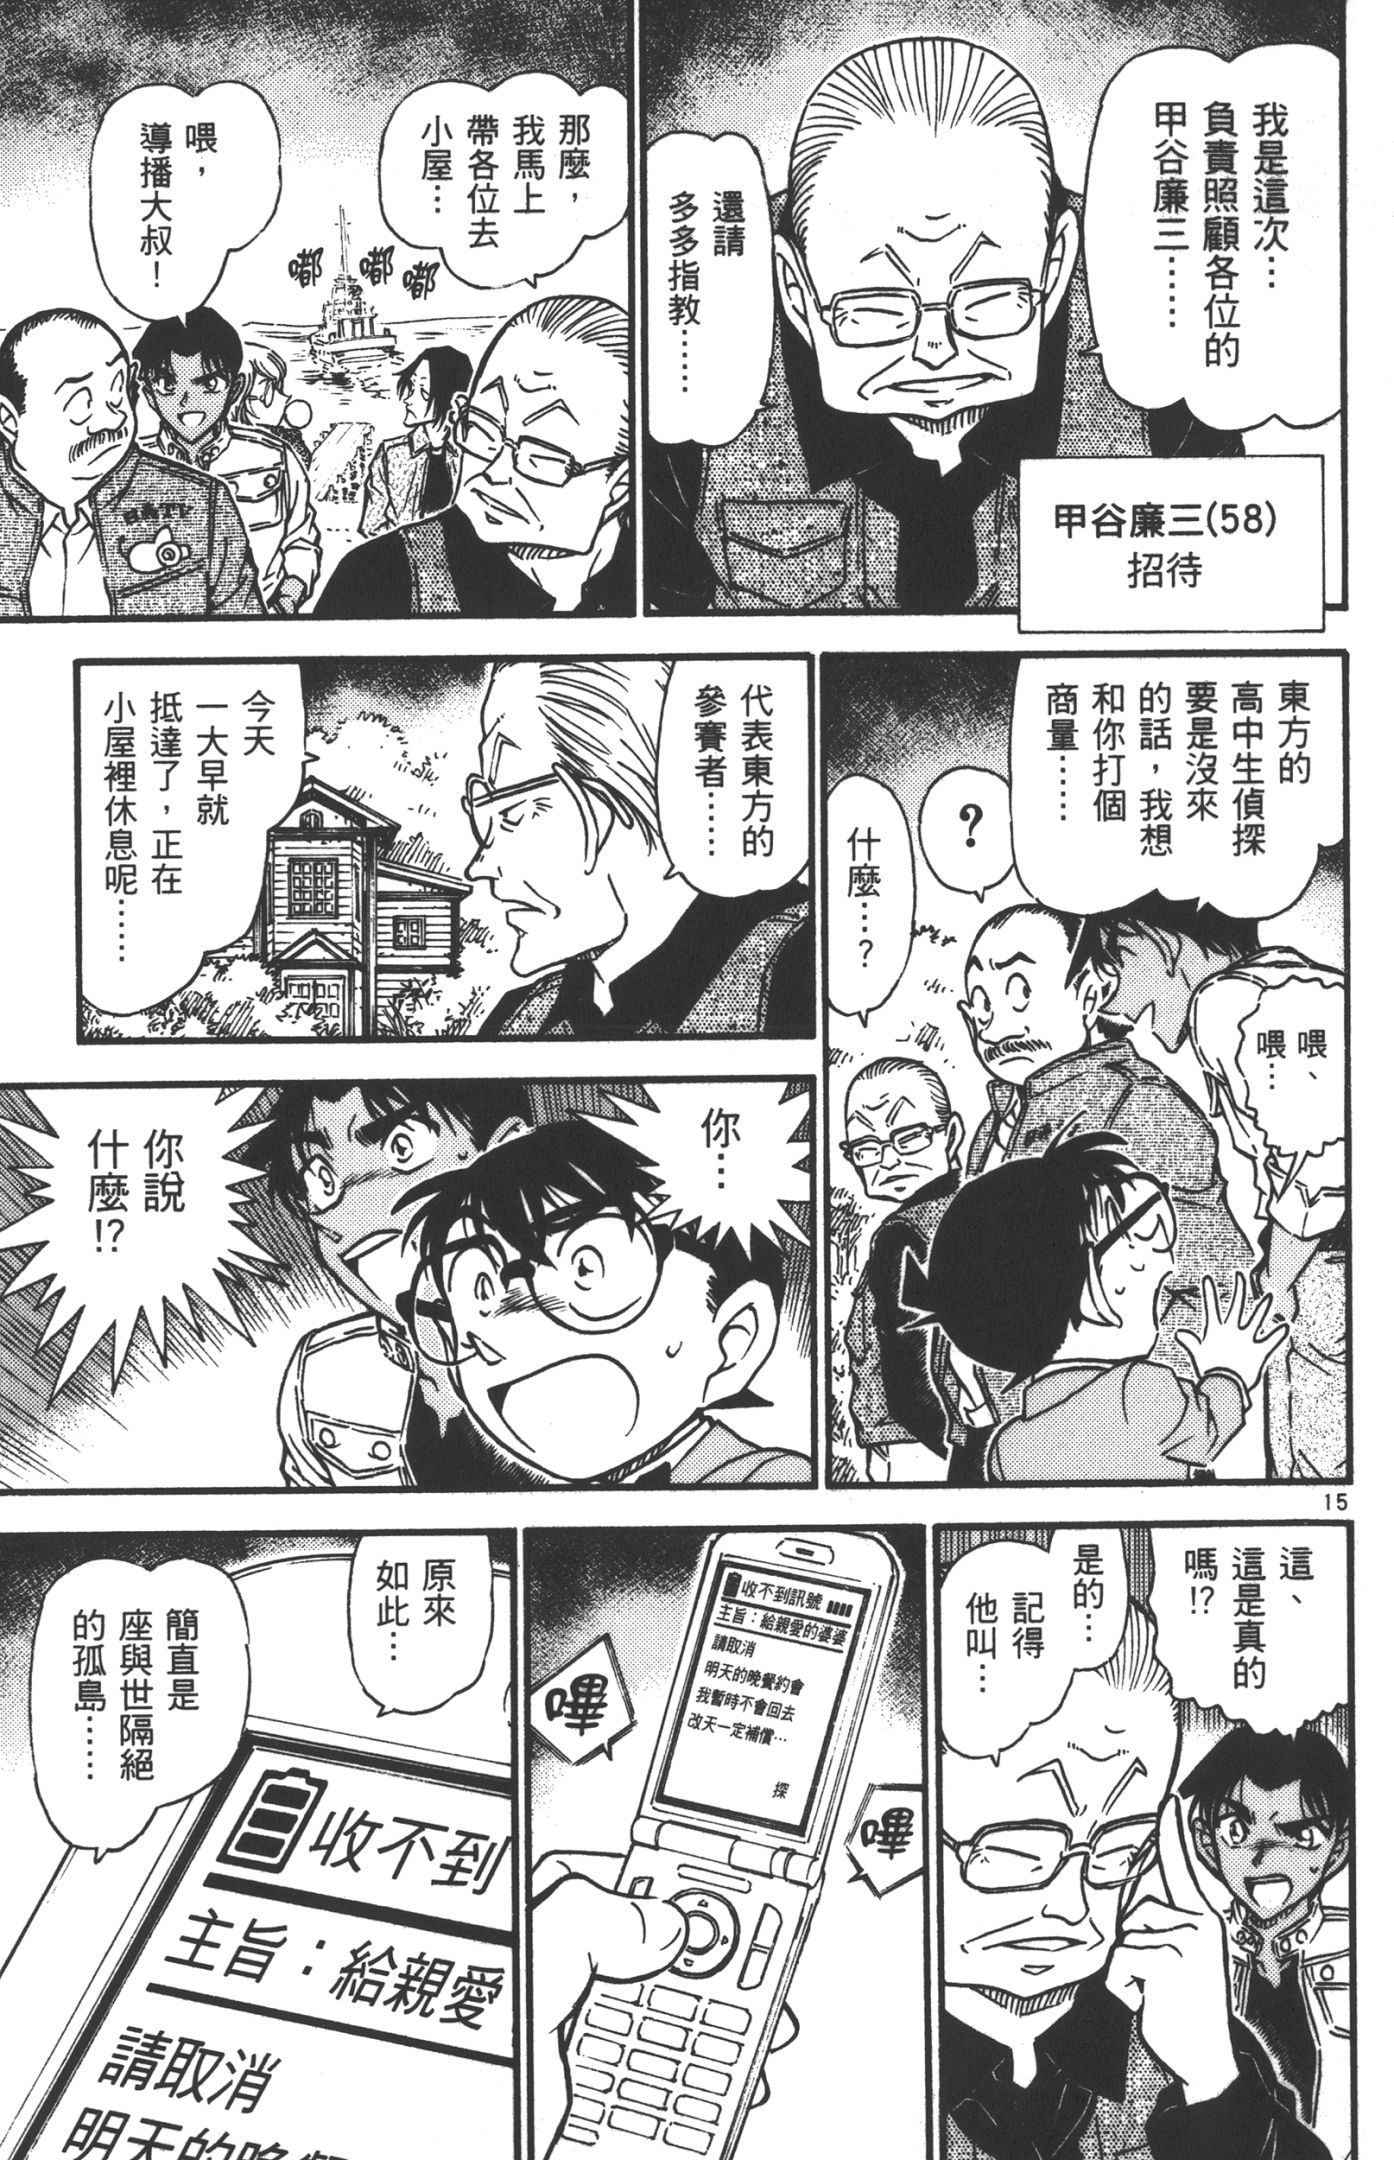 我是這次…
負責照顧各位的
甲谷廉三……
還請
多多指教……
甲谷廉三(58)
招待
那麼，
我馬上
帶各位去
小屋…
嘟
嘟
嘟
喂，
導播大叔！
東方的
高中生偵探
要是沒來
的話，我想
和你打個
商量……
？
什麼…？
喂、
喂…
代表東方的
參賽者……
今天
一大早就
抵達了，正在
小屋裡休息呢……
你…
你說
什麼!?
15
這、
這是真的
嗎!?
是的…
記得
他叫…
收不到訊號
主旨：給親愛的婆婆
請取消
明天的晚餐約會
我暫時不會回去
改天一定補償…
探
嗶
嗶
原來
如此…
簡直是
座與世隔絕
的孤島……
收不到
主旨：給親愛
請取消
明天的晚餐